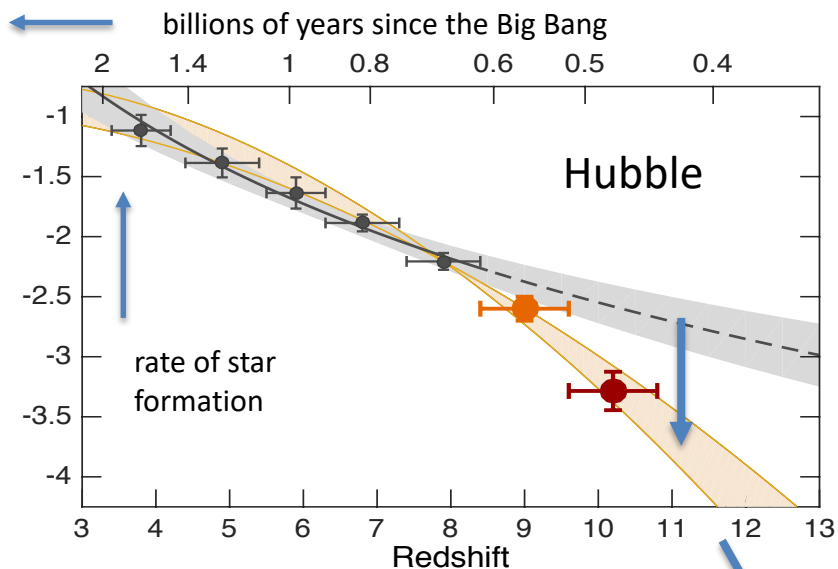 billions of years since the Big Bang
2 1.4 1 0.8 0.6 0.5 0.4
-1
-1.5
Hubble
-2
-2.5
-3
rate of star
formation
-3.5
-4
3 4 5 6 7 8 9 10 11 12 13
Redshift